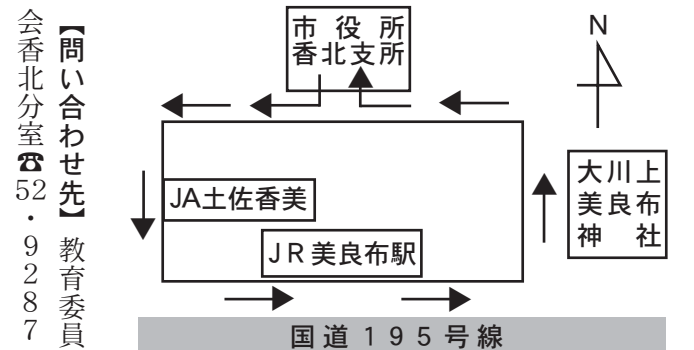 【問い合わせ先】教育委員
会香北分室☎52・9287
市役所
香北支所
N
大川上
美良布
神社
JA土佐香美
JR美良布駅
国道195号線